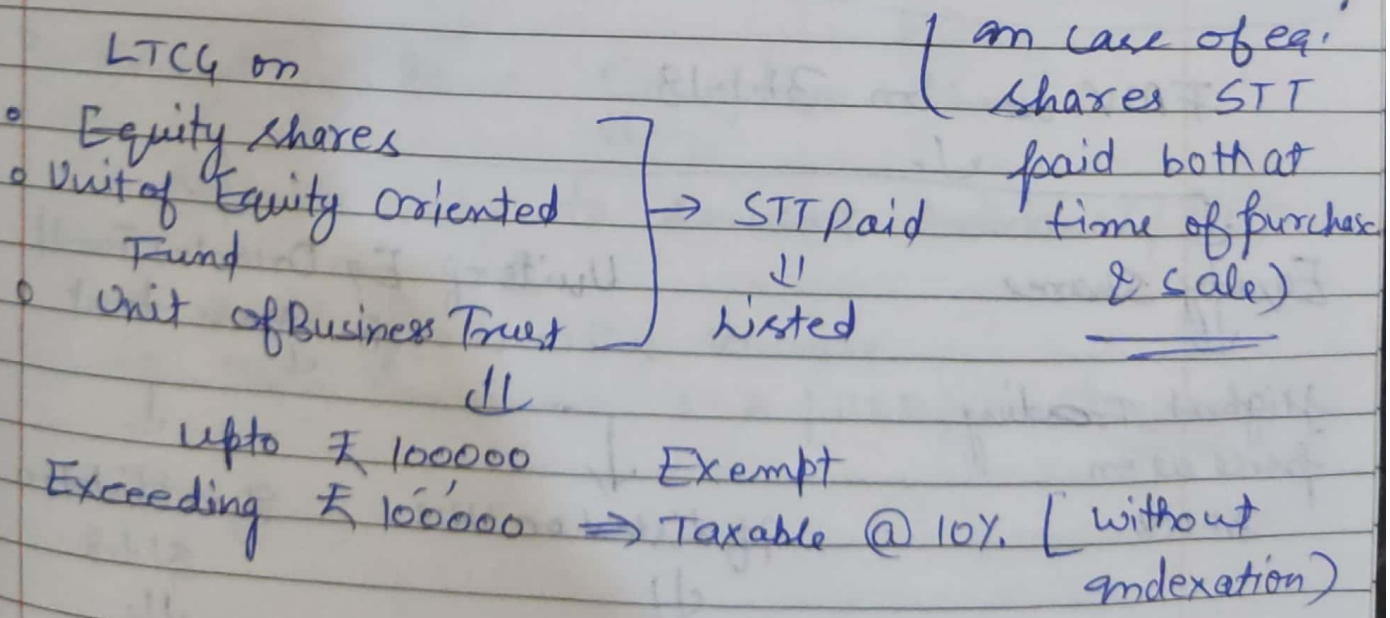 LTCG on
Equity shares
Unit of Equity Oriented
Fund
Unit of Business Trust
→ STT Paid
⇓
Listed
( In case of eq.
shares STT
paid both at
time of purchase
& sale)
⇓
Upto ₹ 100000 Exempt
Exceeding ₹ 100000 ⇒ Taxable @ 10% [ without
Indexation)